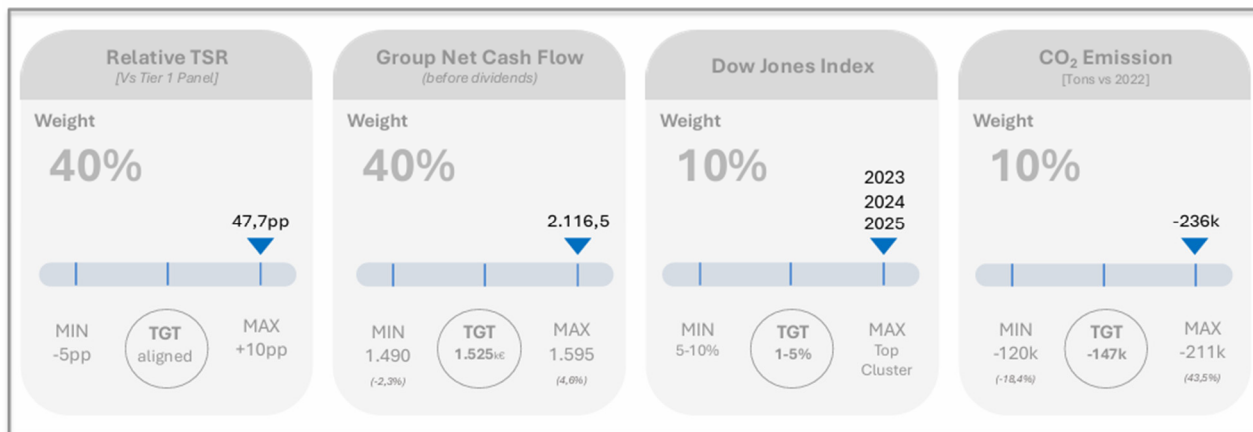 Relative TSR
[Vs Tier 1 Panel]
Weight
40%
47,7pp
MIN
-5pp
TGT
aligned
MAX
+10pp
Group Net Cash Flow
(before dividends)
Weight
40%
2.116,5
MIN
1.490
(-2,3%)
TGT
1.525k€
MAX
1.595
(4,6%)
Dow Jones Index
Weight
10%
2023
2024
2025
MIN
5-10%
TGT
1-5%
MAX
Top
Cluster
CO₂ Emission
[Tons vs 2022]
Weight
10%
-236k
MIN
-120k
(-18,4%)
TGT
-147k
MAX
-211k
(43,5%)